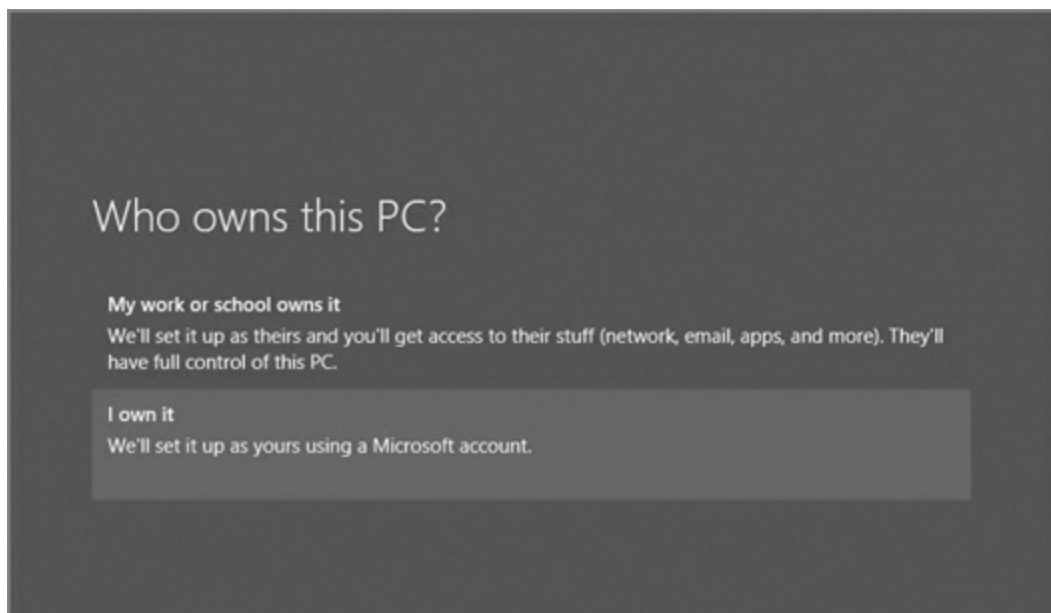 Who owns this PC?
My work or school owns it
We'll set it up as theirs and you'll get access to their stuff (network, email, apps, and more). They'll
have full control of this PC.
I own it
We'll set it up as yours using a Microsoft account.